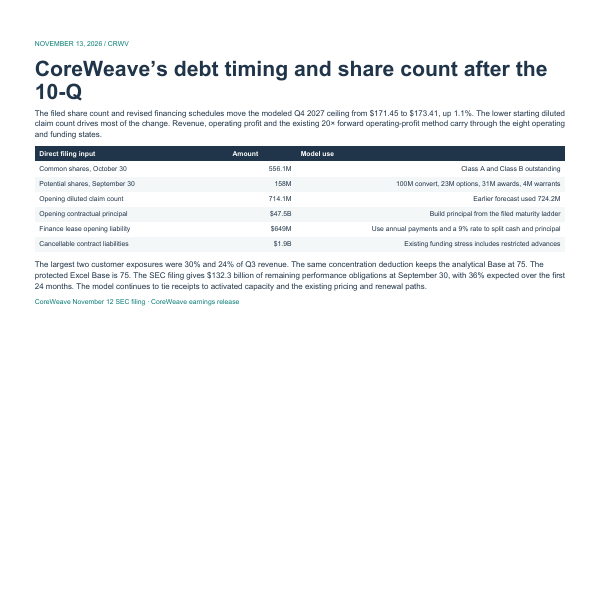 NOVEMBER 13, 2026 / CRWV
CoreWeave’s debt timing and share count after the
10-Q
The filed share count and revised financing schedules move the modeled Q4 2027 ceiling from $171.45 to $173.41, up 1.1%. The lower starting diluted
claim count drives most of the change. Revenue, operating profit and the existing 20× forward operating-profit method carry through the eight operating
and funding states.
Direct filing input Amount Model use
Common shares, October 30 556.1M Class A and Class B outstanding
Potential shares, September 30 158M 100M convert, 23M options, 31M awards, 4M warrants
Opening diluted claim count 714.1M Earlier forecast used 724.2M
Opening contractual principal $47.5B Build principal from the filed maturity ladder
Finance lease opening liability $649M Use annual payments and a 9% rate to split cash and principal
Cancellable contract liabilities $1.9B Existing funding stress includes restricted advances
The largest two customer exposures were 30% and 24% of Q3 revenue. The same concentration deduction keeps the analytical Base at 75. The
protected Excel Base is 75. The SEC filing gives $132.3 billion of remaining performance obligations at September 30, with 36% expected over the first
24 months. The model continues to tie receipts to activated capacity and the existing pricing and renewal paths.
CoreWeave November 12 SEC filing · CoreWeave earnings release